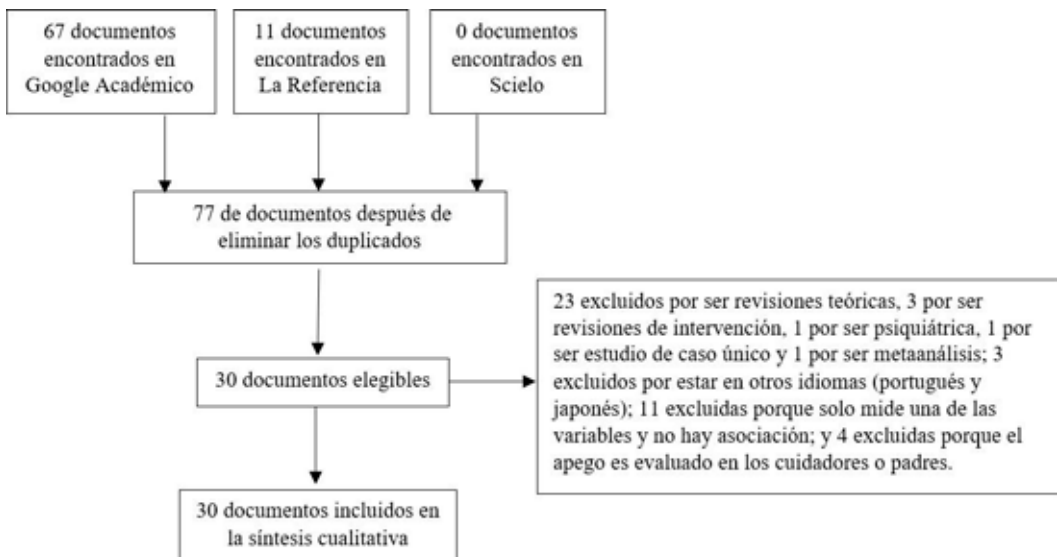 67 documentos
encontrados en
Google Académico
11 documentos
encontrados en
La Referencia
0 documentos
encontrados en
Scielo
77 de documentos después de
eliminar los duplicados
23 excluidos por ser revisiones teóricas, 3 por ser
revisiones de intervención, 1 por ser psiquiátrica, 1 por
ser estudio de caso único y 1 por ser metaanálisis; 3
excluidos por estar en otros idiomas (portugués y
japonés); 11 excluidas porque solo mide una de las
variables y no hay asociación; y 4 excluidas porque el
apego es evaluado en los cuidadores o padres.
30 documentos elegibles
30 documentos incluidos en
la síntesis cualitativa